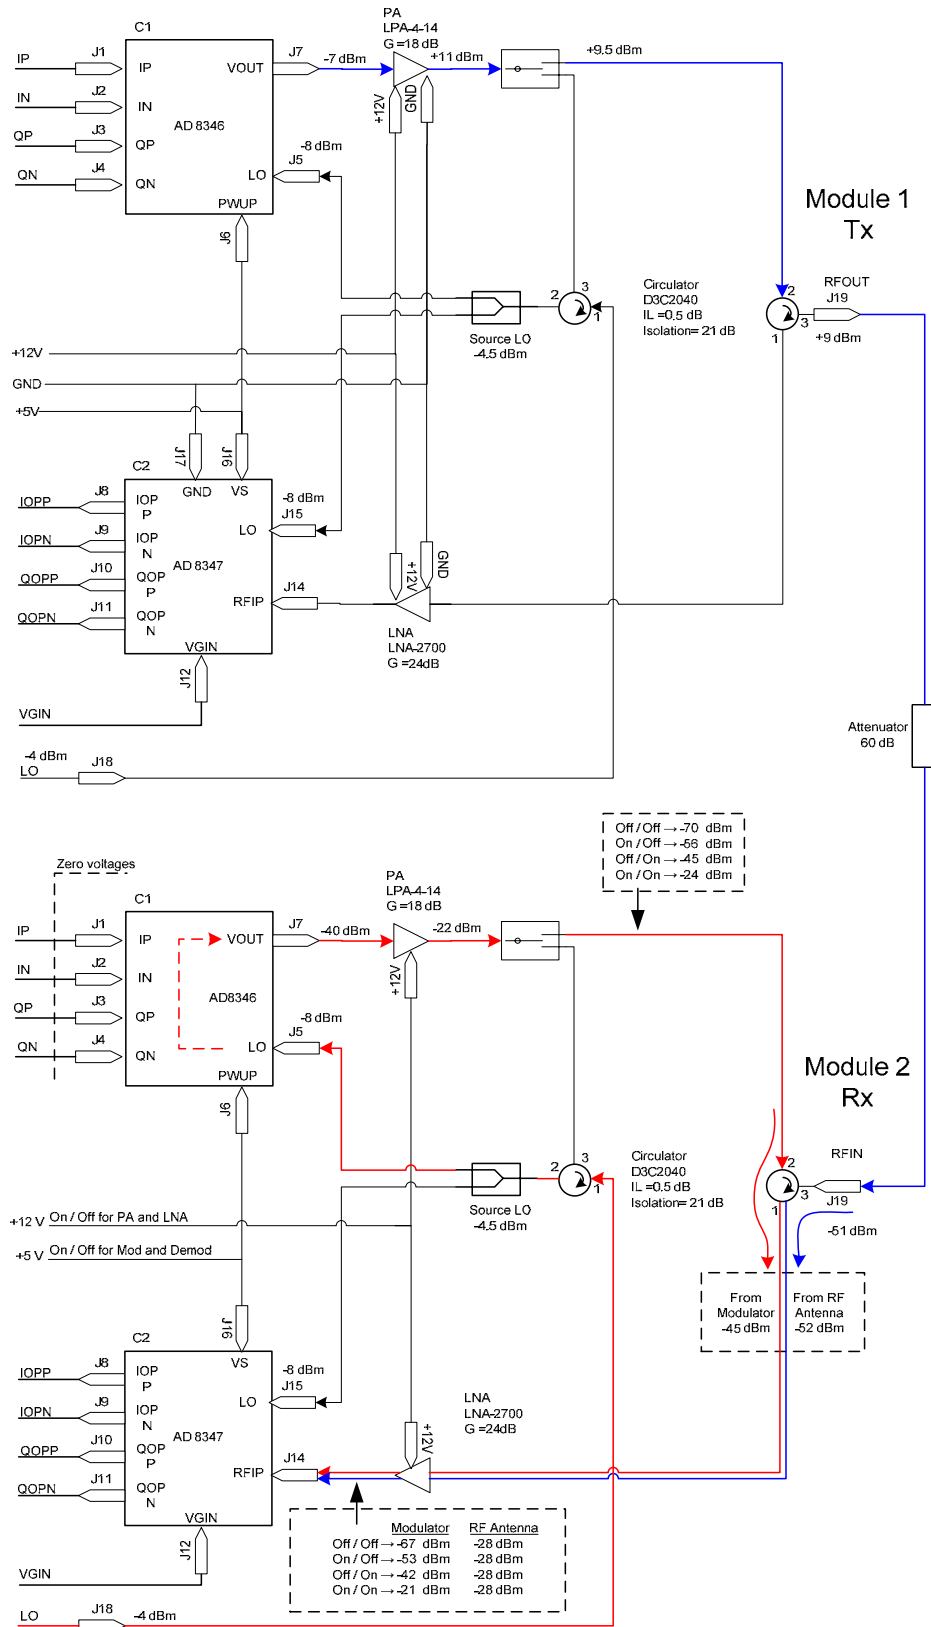 PA
LPA-4-14
G =18 dB
C1
IP
J1
IP
VOUT
J7
-7 dBm
+11 dBm
+9.5 dBm
IN
J2
IN
+12V
GND
QP
J3
QP
AD 8346
QN
J4
QN
LO
J5
-8 dBm
PWUP
J6
Module 1
Tx
2
3
1
Circulator
D3C2040
IL =0.5 dB
Isolation= 21 dB
RFOUT
J19
2
3
1
+9 dBm
Source LO
-4.5 dBm
+12V
GND
+5V
J17
J16
C2
GND
VS
-8 dBm
J15
IOPP
J8
IOP
P
LO
IOPN
J9
IOP
N
AD 8347
+12V
GND
QOPP
J10
QOP
P
RFIP
J14
QOPN
J11
QOP
N
LNA
LNA-2700
G =24dB
VGIN
J12
VGIN
Attenuator
60 dB
-4 dBm
LO
J18
Off / Off → -70 dBm
On / Off → -56 dBm
Off / On → -45 dBm
On / On → -24 dBm
Zero voltages
PA
LPA-4-14
G =18 dB
C1
IP
J1
IP
VOUT
J7
-40 dBm
-22 dBm
IN
J2
IN
+12V
QP
J3
QP
AD8346
QN
J4
QN
LO
J5
-8 dBm
PWUP
J6
Module 2
Rx
2
3
1
Circulator
D3C2040
IL =0.5 dB
Isolation= 21 dB
RFIN
2
3
1
J19
-51 dBm
Source LO
-4.5 dBm
+12 V On / Off for PA and LNA
+5 V On / Off for Mod and Demod
From
Modulator
-45 dBm
From RF
Antenna
-52 dBm
J16
C2
VS
-8 dBm
J15
IOPP
J8
IOP
P
LO
IOPN
J9
IOP
N
AD 8347
LNA
LNA-2700
G =24dB
+12V
QOPP
J10
QOP
P
RFIP
J14
QOPN
J11
QOP
N
VGIN
J12
VGIN
Modulator RF Antenna
Off / Off → -67 dBm -28 dBm
On / Off → -53 dBm -28 dBm
Off / On → -42 dBm -28 dBm
On / On → -21 dBm -28 dBm
LO
J18
-4 dBm